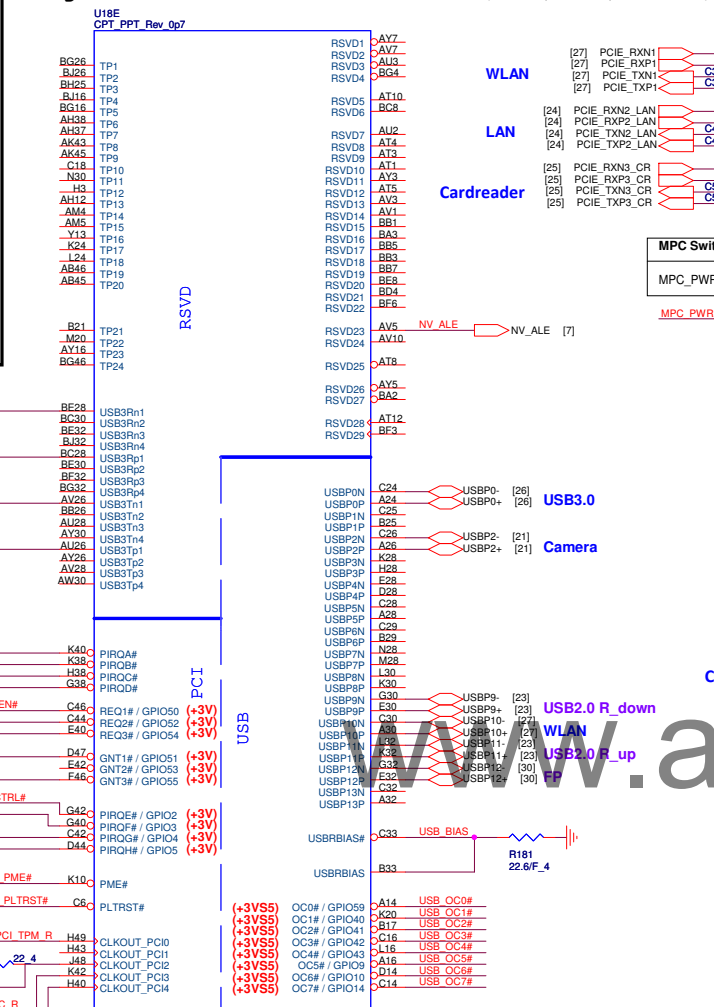 U18E
CPT_PPT_Rev_0p7
BG26 TP1
BJ26 TP2
BH25 TP3
BJ16 TP4
BG16 TP5
AH38 TP6
AH37 TP7
AK43 TP8
AK45 TP9
C18 TP10
N30 TP11
H3 TP12
AH12 TP13
AM4 TP14
AM5 TP15
Y13 TP16
K24 TP17
L24 TP18
AB46 TP19
AB45 TP20
B21 TP21
M20 TP22
AY16 TP23
BG46 TP24
RSVD
RSVD1 AY7
RSVD2 AV7
RSVD3 AU3
RSVD4 BG4
RSVD5 AT10
RSVD6 BC8
RSVD7 AU2
RSVD8 AT4
RSVD9 AT3
RSVD10 AT1
RSVD11 AY3
RSVD12 AT5
RSVD13 AV3
RSVD14 AV1
RSVD15 BB1
RSVD16 BA3
RSVD17 BB5
RSVD18 BB3
RSVD19 BB7
RSVD20 BE8
RSVD21 BD4
RSVD22 BF6
RSVD23 AV5 NV_ALE NV_ALE [7]
RSVD24 AV10
RSVD25 AT8
RSVD26 AY5
RSVD27 BA2
RSVD28 AT12
RSVD29 BF3
WLAN
[27] PCIE_RXN1
[27] PCIE_RXP1
[27] PCIE_TXN1
[27] PCIE_TXP1
LAN
[24] PCIE_RXN2_LAN
[24] PCIE_RXP2_LAN
[24] PCIE_TXN2_LAN
[24] PCIE_TXP2_LAN
Cardreader
[25] PCIE_RXN3_CR
[25] PCIE_RXP3_CR
[25] PCIE_TXN3_CR
[25] PCIE_TXP3_CR
MPC Swit
MPC_PWR
MPC_PWR
BE28 USB3Rn1
BC30 USB3Rn2
BE32 USB3Rn3
BJ32 USB3Rn4
BC28 USB3Rp1
BE30 USB3Rp2
BF32 USB3Rp3
BG32 USB3Rp4
AV26 USB3Tn1
BB26 USB3Tn2
AU28 USB3Tn3
AY30 USB3Tn4
AU26 USB3Tp1
AY26 USB3Tp2
AV28 USB3Tp3
AW30 USB3Tp4
USBP0N C24 USBP0- [26]
USBP0P A24 USBP0+ [26] USB3.0
USBP1N C25
USBP1P B25
USBP2N C26 USBP2- [21]
USBP2P A26 USBP2+ [21] Camera
USBP3N K28
USBP3P H28
USBP4N E28
USBP4P D28
USBP5N C28
USBP5P A28
USBP6N C29
USBP6P B29
USBP7N N28
USBP7P M28
USBP8N L30
USBP8P K30
USBP9N G30 USBP9- [23]
USBP9P E30 USBP9+ [23] USB2.0 R_down
USBP10N C30 USBP10- [27]
USBP10P A30 USBP10+ [27] WLAN
USBP11N L32 USBP11- [23]
USBP11P K32 USBP11+ [23] USB2.0 R_up
USBP12N G32 USBP12- [30]
USBP12P E32 USBP12+ [30] FP
USBP13N C32
USBP13P A32
www.a
USBRBIAS# C33 USB_BIAS
R181
22.6/F_4
USBRBIAS B33
PCI
USB
K40 PIRQA#
K38 PIRQB#
H38 PIRQC#
G38 PIRQD#
EN# C46 REQ1# / GPIO50 (+3V)
C44 REQ2# / GPIO52 (+3V)
E40 REQ3# / GPIO54 (+3V)
D47 GNT1# / GPIO51 (+3V)
E42 GNT2# / GPIO53 (+3V)
F46 GNT3# / GPIO55 (+3V)
TRL# G42 PIRQE# / GPIO2 (+3V)
G40 PIRQF# / GPIO3 (+3V)
C42 PIRQG# / GPIO4 (+3V)
D44 PIRQH# / GPIO5 (+3V)
PME# K10 PME#
PLTRST# C6 PLTRST#
PCI_TPM_R H49 CLKOUT_PCI0
H43 CLKOUT_PCI1
22_4 J48 CLKOUT_PCI2
K42 CLKOUT_PCI3
H40 CLKOUT_PCI4
(+3VS5) OC0# / GPIO59 A14 USB_OC0#
(+3VS5) OC1# / GPIO40 K20 USB_OC1#
(+3VS5) OC2# / GPIO41 B17 USB_OC2#
(+3VS5) OC3# / GPIO42 C16 USB_OC3#
(+3VS5) OC4# / GPIO43 L16 USB_OC4#
(+3VS5) OC5# / GPIO9 A16 USB_OC5#
(+3VS5) OC6# / GPIO10 D14 USB_OC6#
(+3VS5) OC7# / GPIO14 C14 USB_OC7#